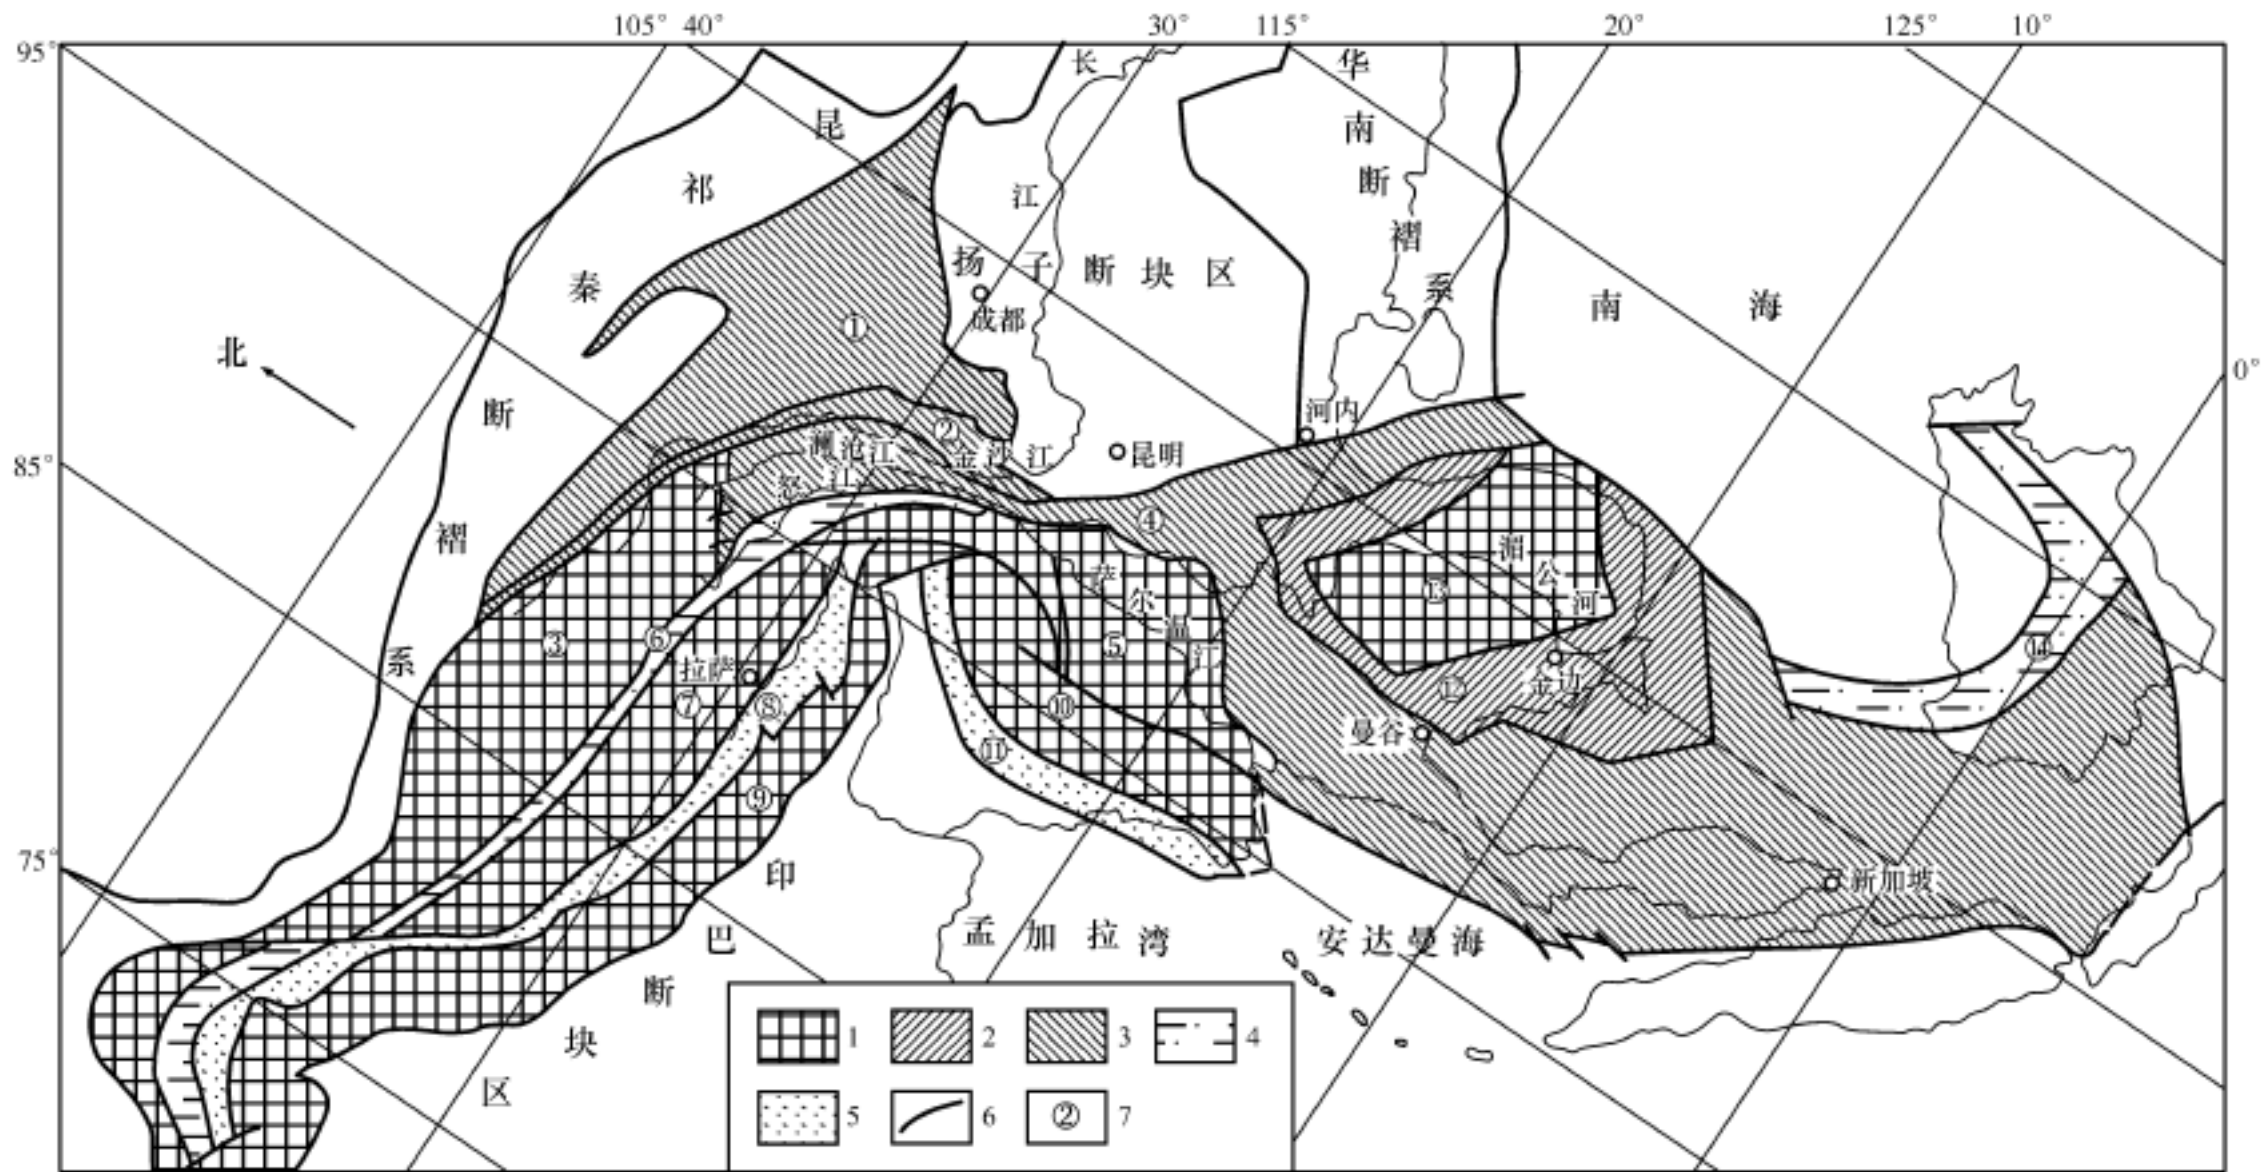 105° 40° 30° 115° 20° 125° 10°
95°
85°
75°
0°
北
昆
祁
秦
断
褶
系
长
江
扬子断块区
成都
华
南
断
褶
系
南海
河内
昆明
澜沧江
怒江
金沙江
萨
尔
温
江
湄
公
河
拉萨
金边
曼谷
新加坡
印
巴
断
块
区
孟加拉湾
安达曼海
①
②
③
④
⑤
⑥
⑦
⑧
⑨
⑩
⑪
⑫
⑬
⑭
1 2 3 4
5 6 ② 7